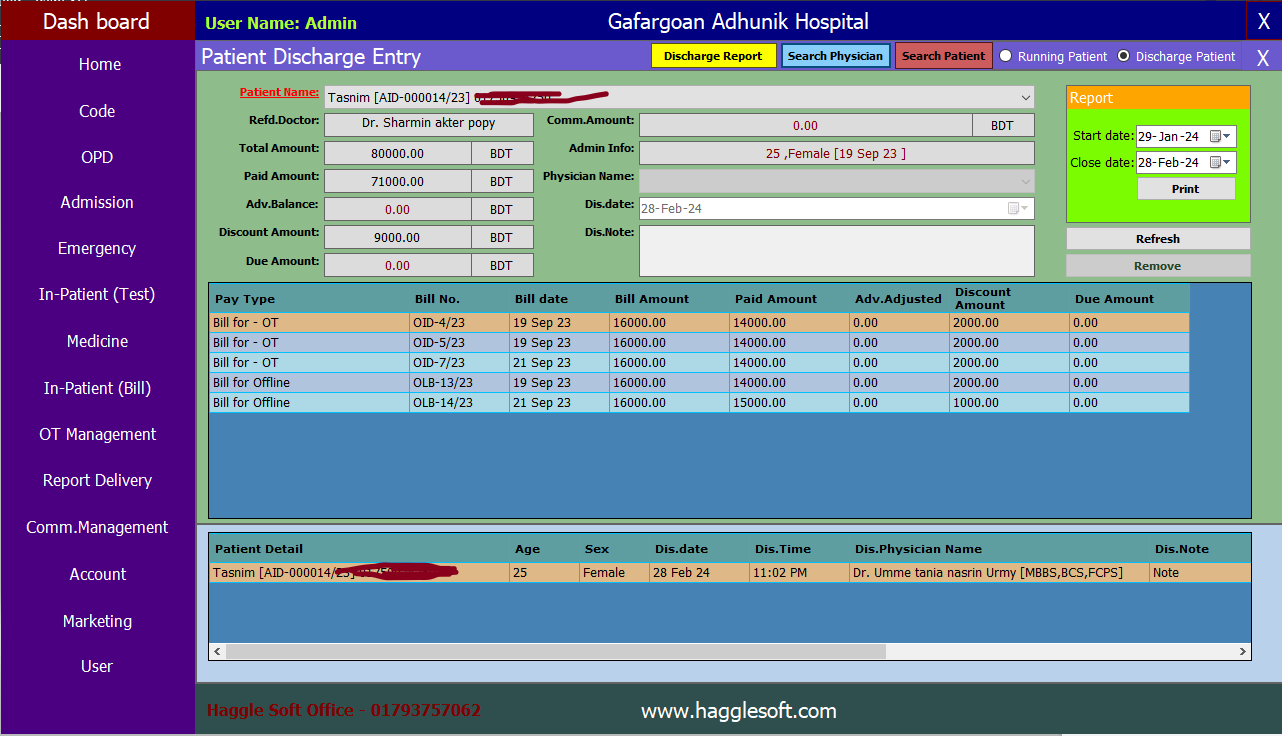 Dash board
User Name: Admin
Gafargoan Adhunik Hospital
X
Patient Discharge Entry
Discharge Report
Search Physician
Search Patient
Running Patient
Discharge Patient
X
Home
Code
OPD
Admission
Emergency
In-Patient (Test)
Medicine
In-Patient (Bill)
OT Management
Report Delivery
Comm.Management
Account
Marketing
User
Patient Name: Tasnim [AID-000014/23]
Refd.Doctor: Dr. Sharmin akter popy
Comm.Amount: 0.00 BDT
Total Amount: 80000.00 BDT
Admin Info: 25 ,Female [19 Sep 23 ]
Paid Amount: 71000.00 BDT
Physician Name:
Adv.Balance: 0.00 BDT
Dis.date: 28-Feb-24
Discount Amount: 9000.00 BDT
Dis.Note:
Due Amount: 0.00 BDT
Report
Start date: 29-Jan-24
Close date: 28-Feb-24
Print
Refresh
Remove
Pay Type Bill No. Bill date Bill Amount Paid Amount Adv.Adjusted Discount Amount Due Amount
Bill for - OT OID-4/23 19 Sep 23 16000.00 14000.00 0.00 2000.00 0.00
Bill for - OT OID-5/23 19 Sep 23 16000.00 14000.00 0.00 2000.00 0.00
Bill for - OT OID-7/23 21 Sep 23 16000.00 14000.00 0.00 2000.00 0.00
Bill for Offline OLB-13/23 19 Sep 23 16000.00 14000.00 0.00 2000.00 0.00
Bill for Offline OLB-14/23 21 Sep 23 16000.00 15000.00 0.00 1000.00 0.00
Patient Detail Age Sex Dis.date Dis.Time Dis.Physician Name Dis.Note
Tasnim [AID-000014/23] 25 Female 28 Feb 24 11:02 PM Dr. Umme tania nasrin Urmy [MBBS,BCS,FCPS] Note
Haggle Soft Office - 01793757062
www.hagglesoft.com